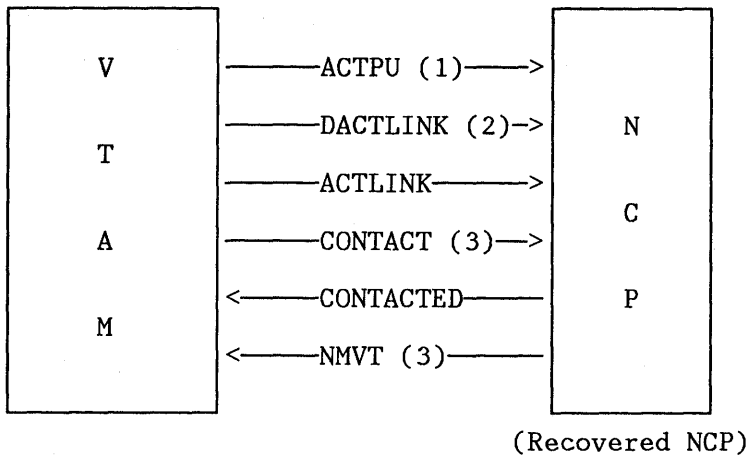 V
T
A
M
ACTPU (1)
DACTLINK (2)
ACTLINK
CONTACT (3)
CONTACTED
NMVT (3)
N
C
P
(Recovered NCP)